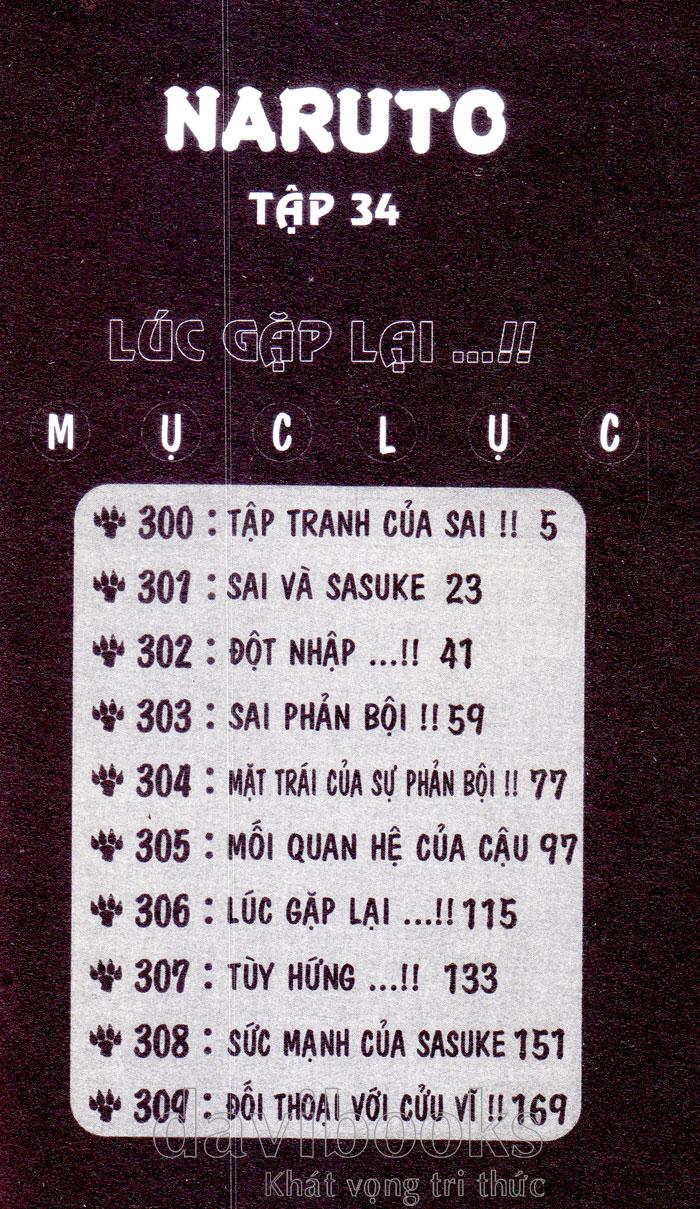 NARUTO
TẬP 34
LÚC GẶP LẠI ...!!
MỤC LỤC
300 : TẬP TRANH CỦA SAI !! 5
301 : SAI VÀ SASUKE 23
302 : ĐỘT NHẬP ...!! 41
303 : SAI PHẢN BỘI !! 59
304 : MẶT TRÁI CỦA SỰ PHẢN BỘI !! 77
305 : MỐI QUAN HỆ CỦA CẬU 97
306 : LÚC GẶP LẠI ...!! 115
307 : TÙY HỨNG ...!! 133
308 : SỨC MẠNH CỦA SASUKE 151
309 : ĐỐI THOẠI VỚI CỬU VĨ !! 169
davibooks
Khát vọng tri thức